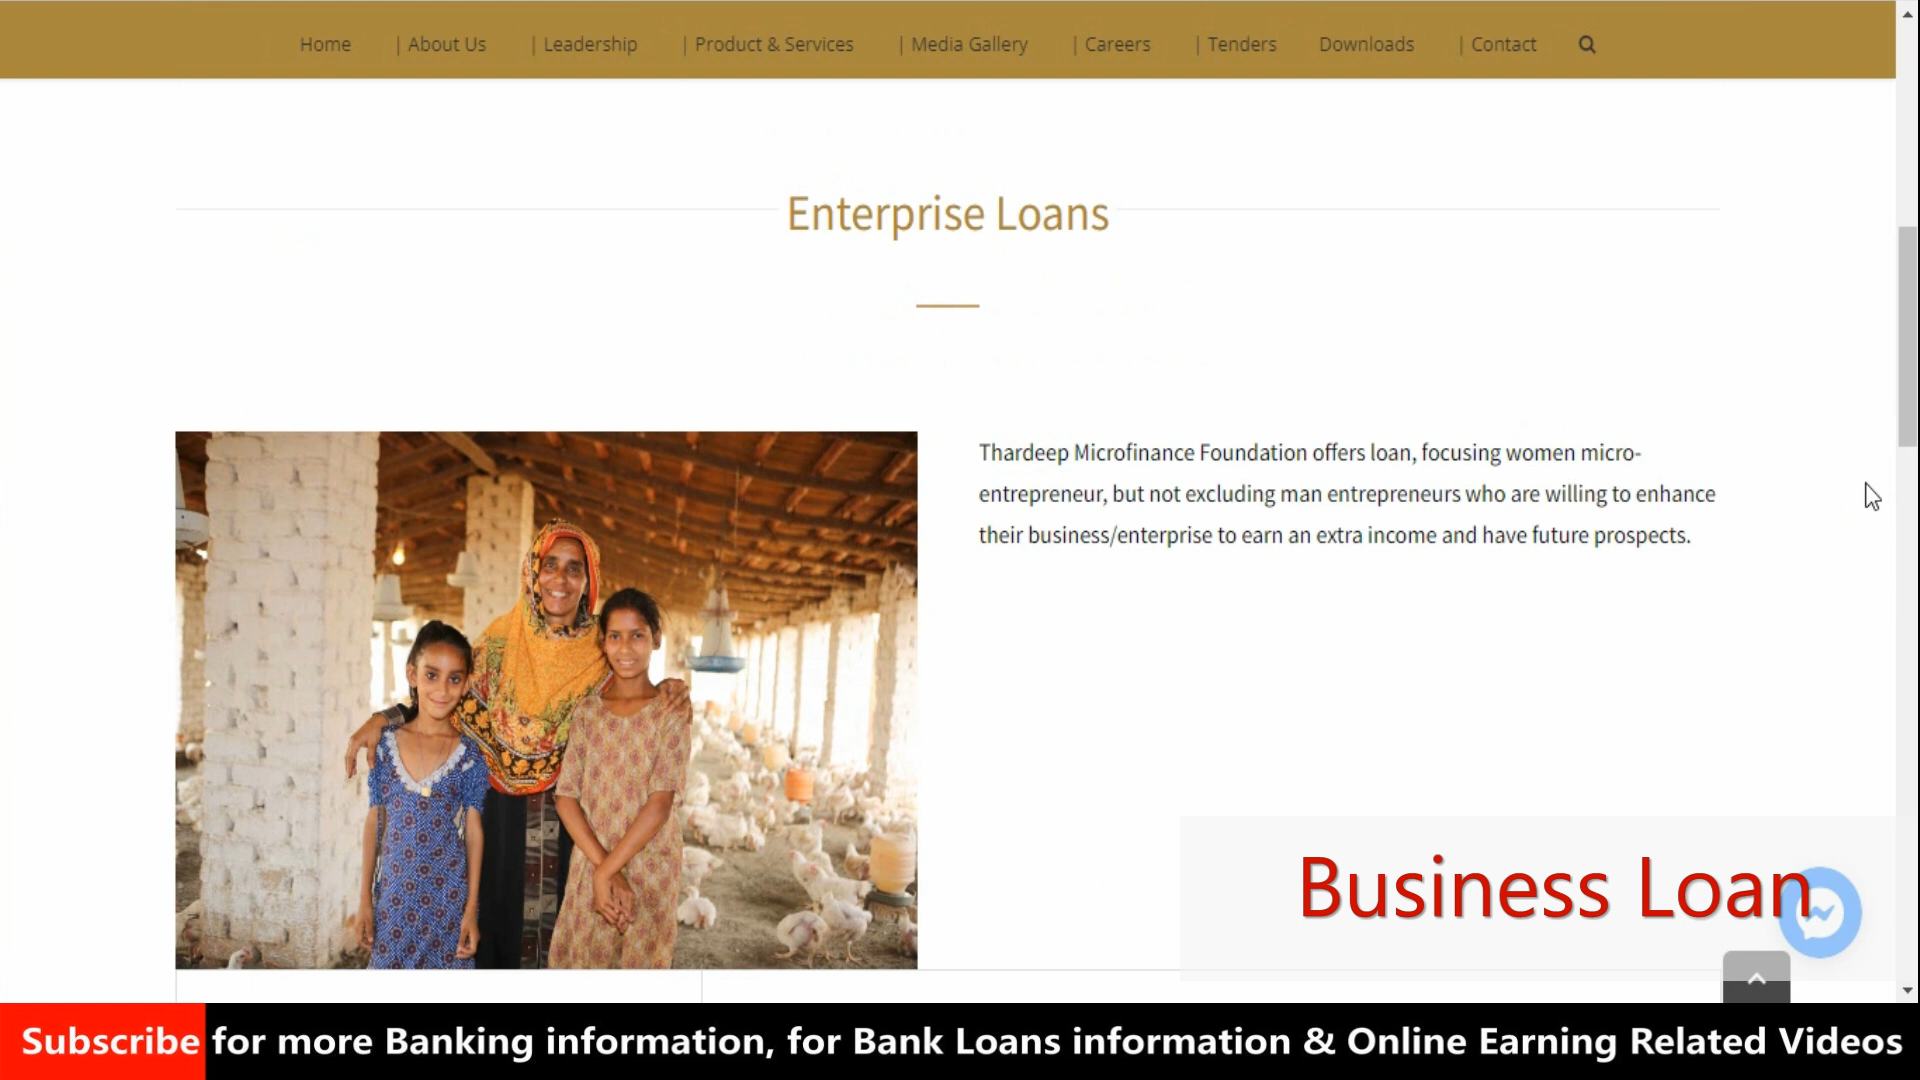 Home | About Us | Leadership | Product & Services | Media Gallery | Careers | Tenders Downloads | Contact
Enterprise Loans
Thardeep Microfinance Foundation offers loan, focusing women micro-
entrepreneur, but not excluding man entrepreneurs who are willing to enhance
their business/enterprise to earn an extra income and have future prospects.
Business Loan
Subscribe for more Banking information, for Bank Loans information & Online Earning Related Videos